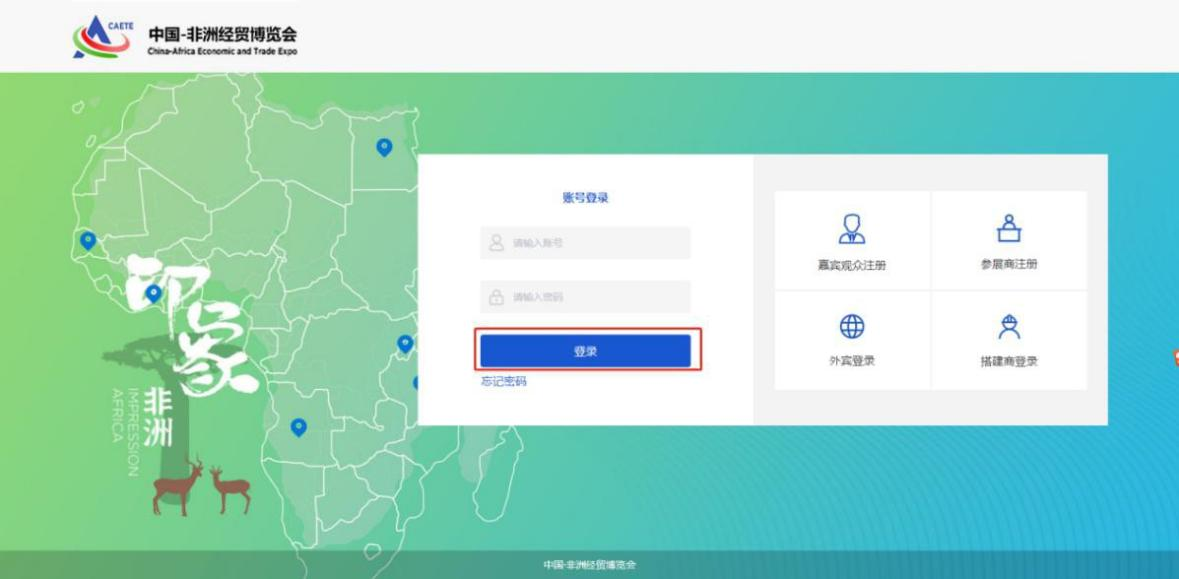 CAETE
中国-非洲经贸博览会
China-Africa Economic and Trade Expo
印象
非洲
IMPRESSION
AFRICA
账号登录
请输入账号
请输入密码
登录
忘记密码
嘉宾观众注册
参展商注册
外宾登录
搭建商登录
中国-非洲经贸博览会